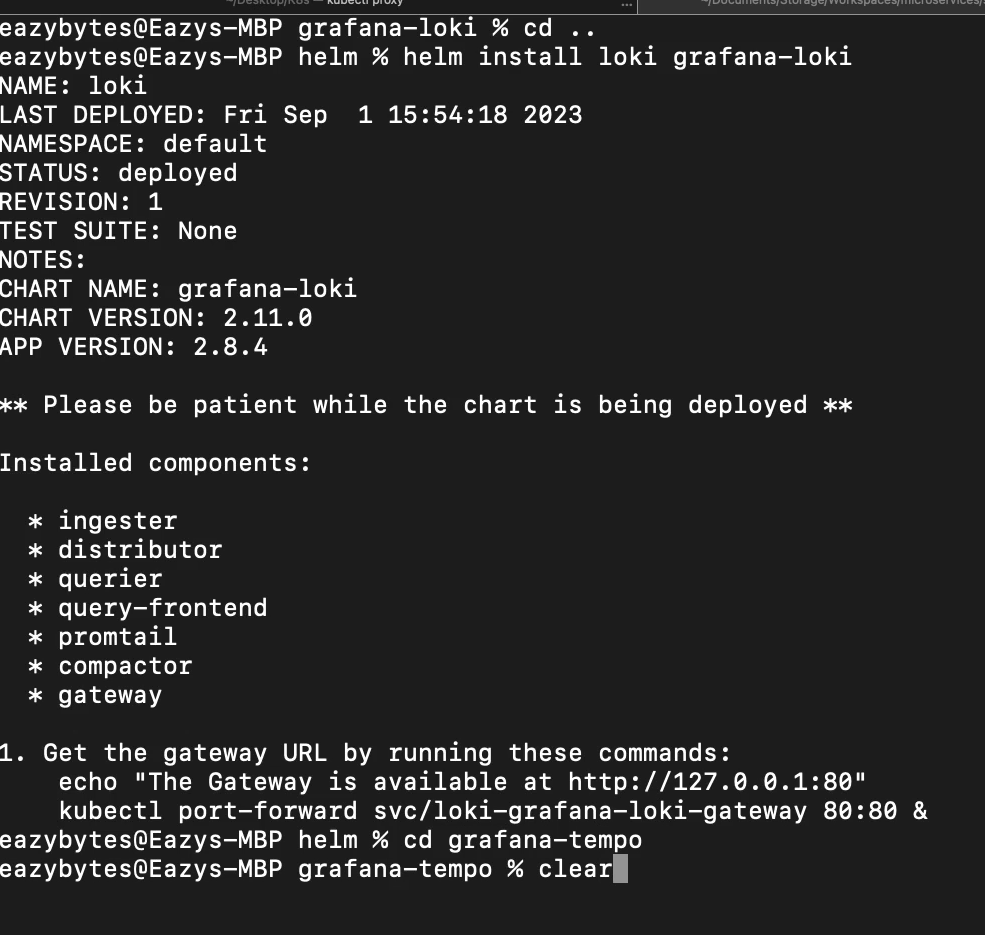 ~/Desktop/K8s — kubectl proxy
...
eazybytes@Eazys-MBP grafana-loki % cd ..
eazybytes@Eazys-MBP helm % helm install loki grafana-loki
NAME: loki
LAST DEPLOYED: Fri Sep  1 15:54:18 2023
NAMESPACE: default
STATUS: deployed
REVISION: 1
TEST SUITE: None
NOTES:
CHART NAME: grafana-loki
CHART VERSION: 2.11.0
APP VERSION: 2.8.4
** Please be patient while the chart is being deployed **
Installed components:
  * ingester
  * distributor
  * querier
  * query-frontend
  * promtail
  * compactor
  * gateway
1. Get the gateway URL by running these commands:
    echo "The Gateway is available at http://127.0.0.1:80"
    kubectl port-forward svc/loki-grafana-loki-gateway 80:80 &
eazybytes@Eazys-MBP helm % cd grafana-tempo
eazybytes@Eazys-MBP grafana-tempo % clear